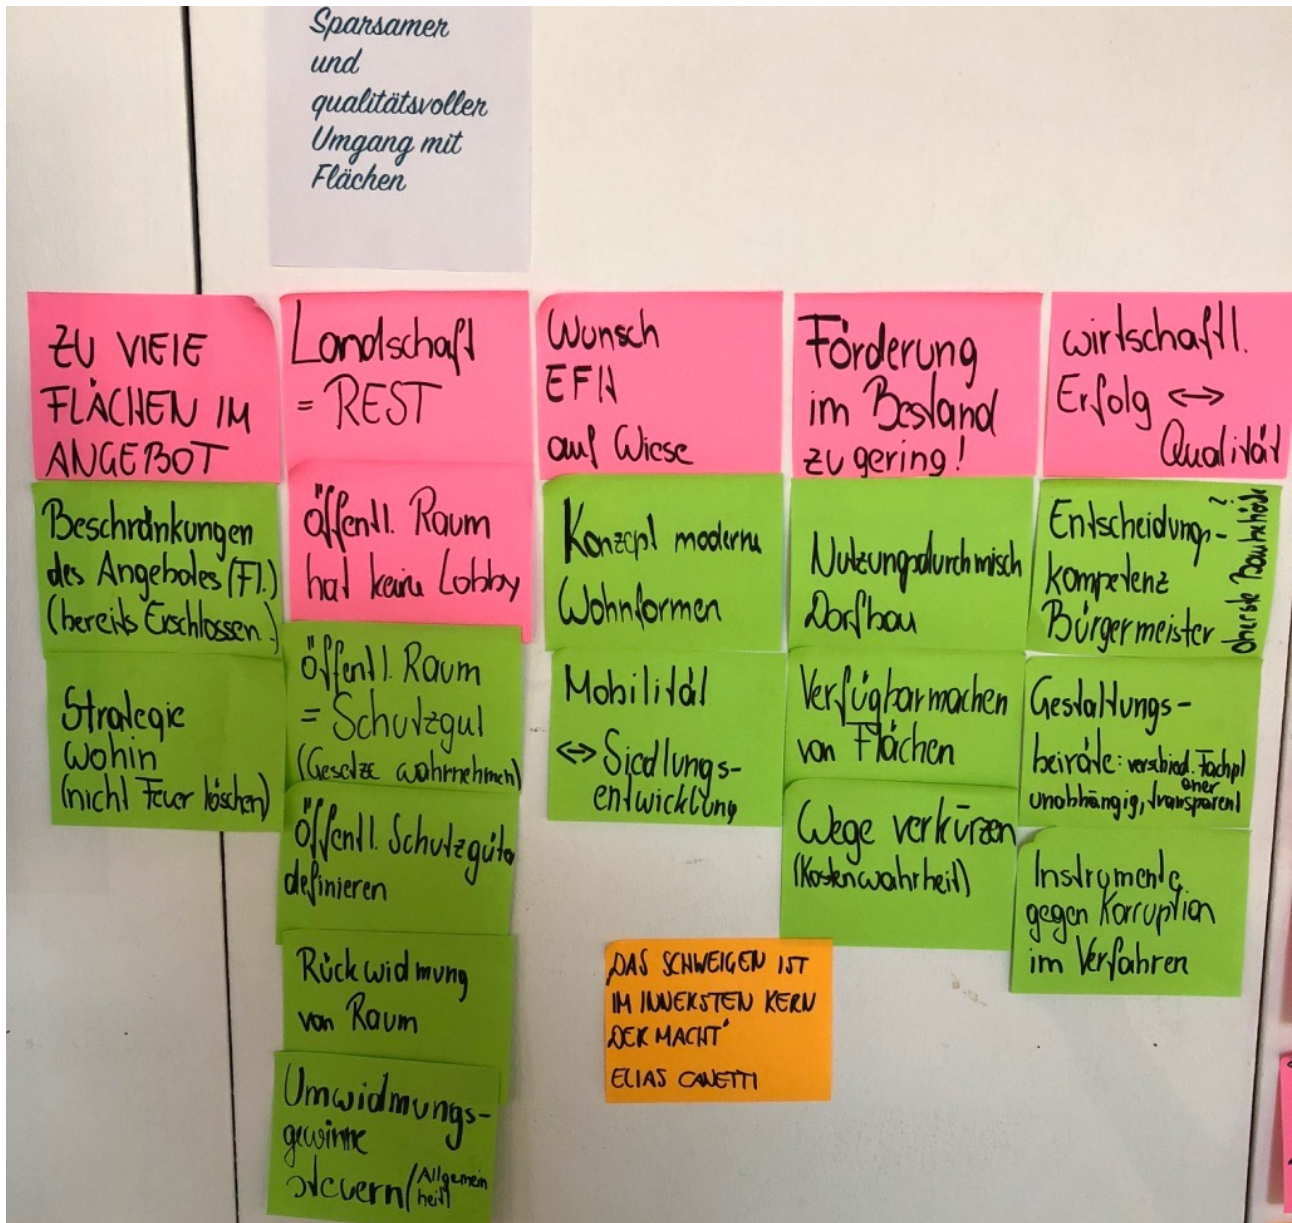 Sparsamer
und
qualitätsvoller
Umgang mit
Flächen
ZU VIELE
FLÄCHEN IM
ANGEBOT
Beschränkungen
des Angebotes (Fl.)
(bereits Erschlossen.)
Strategie
wohin
(nicht Feuer löschen)
Landschaft
= REST
öffentl. Raum
hat keine Lobby
öffentl. Raum
= Schutzgut
(Gesetze wahrnehmen)
Öffentl. Schutzgüter
definieren
Rückwidmung
von Raum
Umwidmungs-
gewinne
steuern (Allgemein
heit)
Wunsch
EFH
auf Wiese
Konzept moderne
Wohnformen
Mobilität
<=> Siedlungs-
entwicklung
DAS SCHWEIGEN IST
IM INNERSTEN KERN
DER MACHT"
ELIAS CANETTI
Förderung
im Bestand
zu gering!
Nutzungsdurchmisch
Dorfbau
Verfügbarmachen
von Flächen
Wege verkürzen
(Kostenwahrheit)
wirtschaftl.
Erfolg <=>
Qualität
Entscheidungs-
kompetenz
Bürgermeister
oberste Baubehörde?
Gestaltungs-
beiräte: verschied. Fachpl
aner
unabhängig, transparent
Instrumente
gegen Korruption
im Verfahren